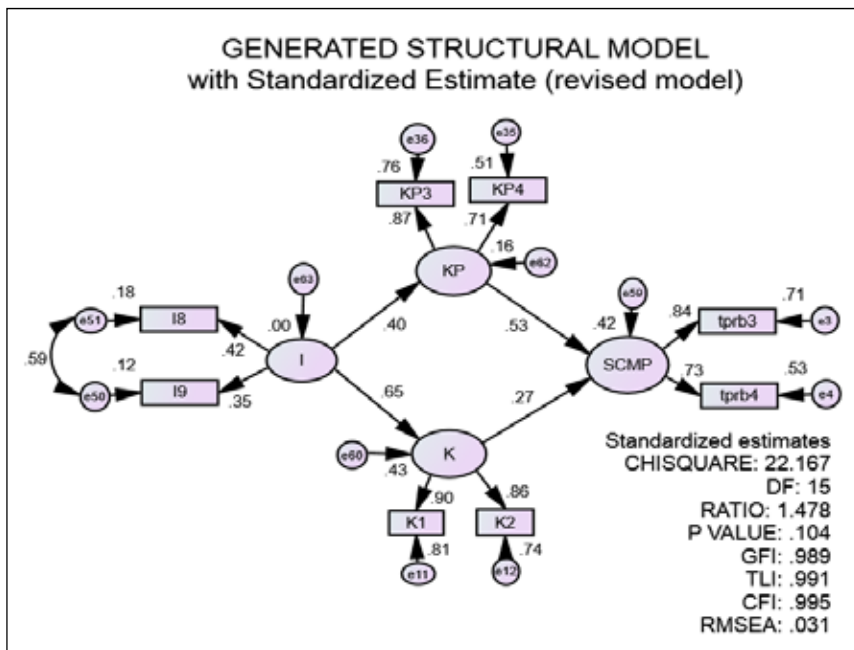 GENERATED STRUCTURAL MODEL
with Standardized Estimate (revised model)
e36
e35
.76
.51
KP3
KP4
.87
.71
.16
e62
KP
e63
e59
.18
.00
.40
.53
.42
.84
.71
e51
I8
tprb3
e3
.42
I
SCMP
.59
.12
.73
.53
e50
I9
.35
.65
.27
tprb4
e4
e60
.43
K
.90
.86
K1
K2
.81
.74
e11
e12
Standardized estimates
CHISQUARE: 22.167
DF: 15
RATIO: 1.478
P VALUE: .104
GFI: .989
TLI: .991
CFI: .995
RMSEA: .031